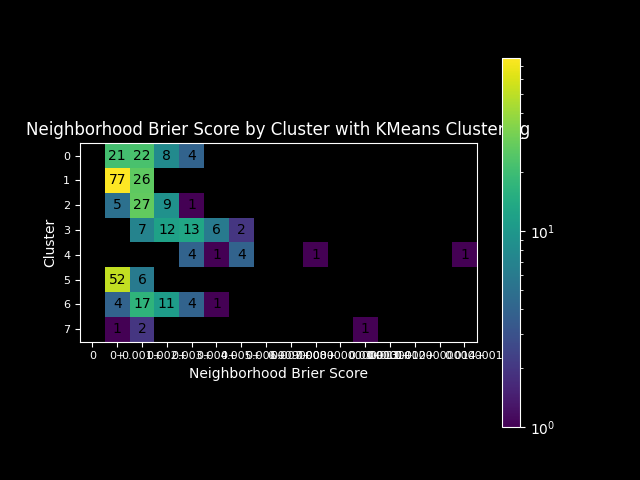 Neighborhood Brier Score by Cluster with KMeans Clustering
0 21 22 8 4
1 77 26
2 5 27 9 1
3 7 12 13 6 2
4 4 1 4 1 1
5 52 6
6 4 17 11 4 1
7 1 2 1
0
Neighborhood Brier Score
Cluster
10^1
10^0